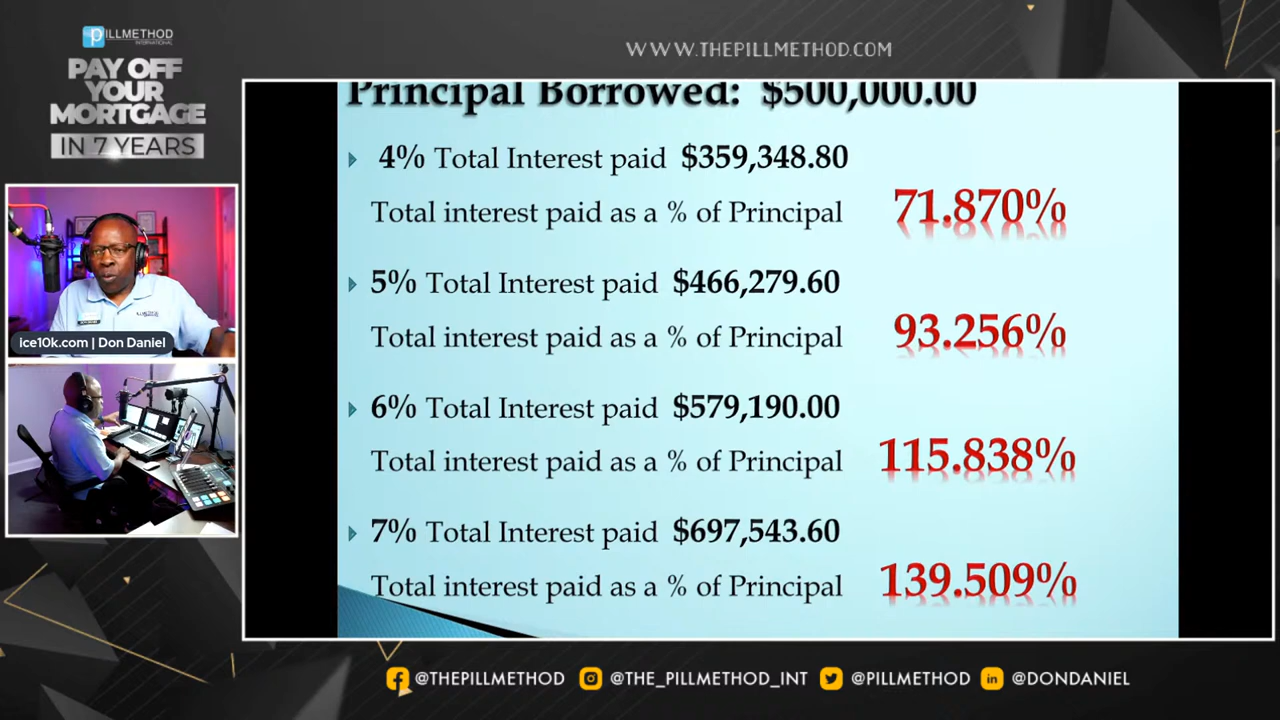 PILLMETHOD
INTERNATIONAL
PAY OFF
YOUR
MORTGAGE
IN 7 YEARS
WWW.THEPILLMETHOD.COM
Principal Borrowed: $500,000.00
4% Total Interest paid $359,348.80
Total interest paid as a % of Principal 71.870%
5% Total Interest paid $466,279.60
Total interest paid as a % of Principal 93.256%
6% Total Interest paid $579,190.00
Total interest paid as a % of Principal 115.838%
7% Total Interest paid $697,543.60
Total interest paid as a % of Principal 139.509%
ice10k.com | Don Daniel
@THEPILLMETHOD @THE_PILLMETHOD_INT @PILLMETHOD @DONDANIEL